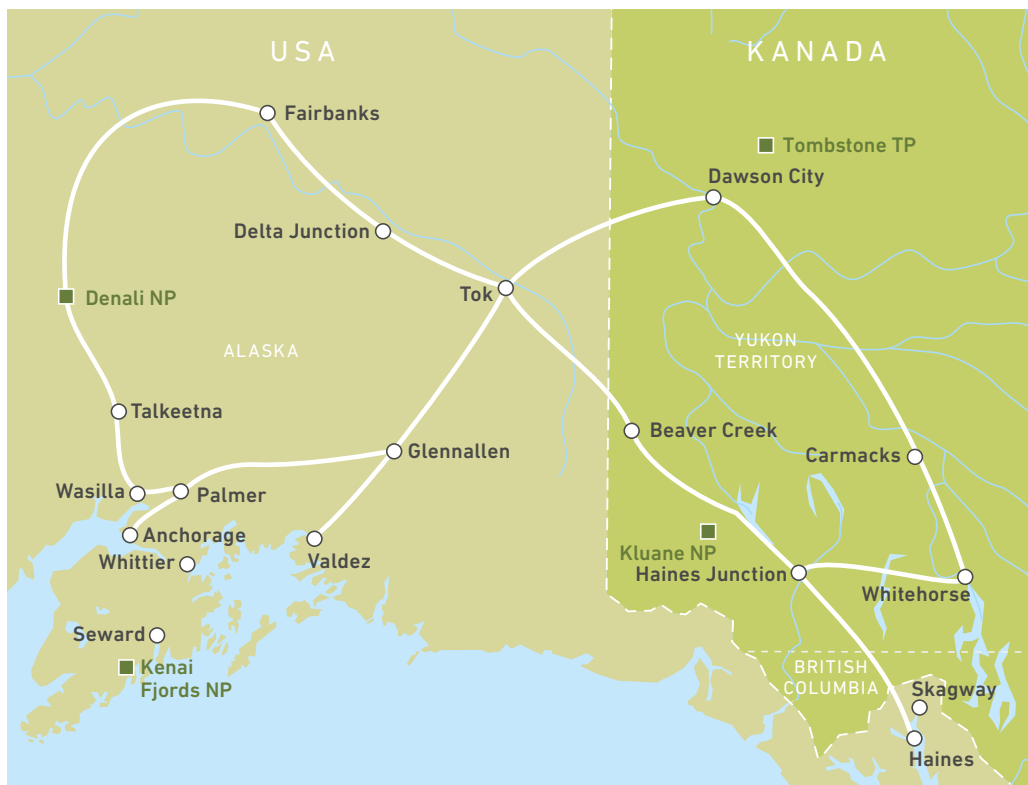 USA
KANADA
Fairbanks
Tombstone TP
Dawson City
Delta Junction
Tok
Denali NP
ALASKA
YUKON
TERRITORY
Talkeetna
Beaver Creek
Glennallen
Carmacks
Wasilla
Palmer
Anchorage
Whittier
Valdez
Kluane NP
Haines Junction
Whitehorse
Seward
Kenai
Fjords NP
BRITISH
COLUMBIA
Skagway
Haines